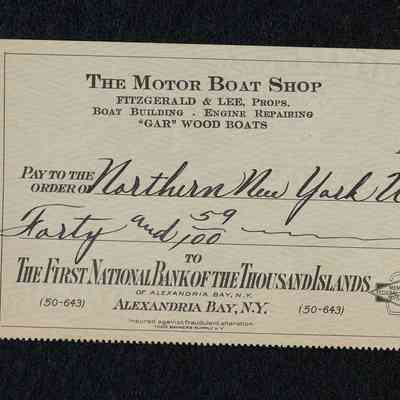 THE MOTOR BOAT SHOP
FITZGERALD & LEE, PROPS.
BOAT BUILDING . ENGINE REPAIRING
"GAR" WOOD BOATS
PAY TO THE
ORDER OF Northern New York
Forty and 59/100
TO
THE FIRST NATIONAL BANK OF THE THOUSAND ISLANDS
OF ALEXANDRIA BAY, N.Y.
(50-643) ALEXANDRIA BAY, N.Y. (50-643)
Insured against fraudulent alteration